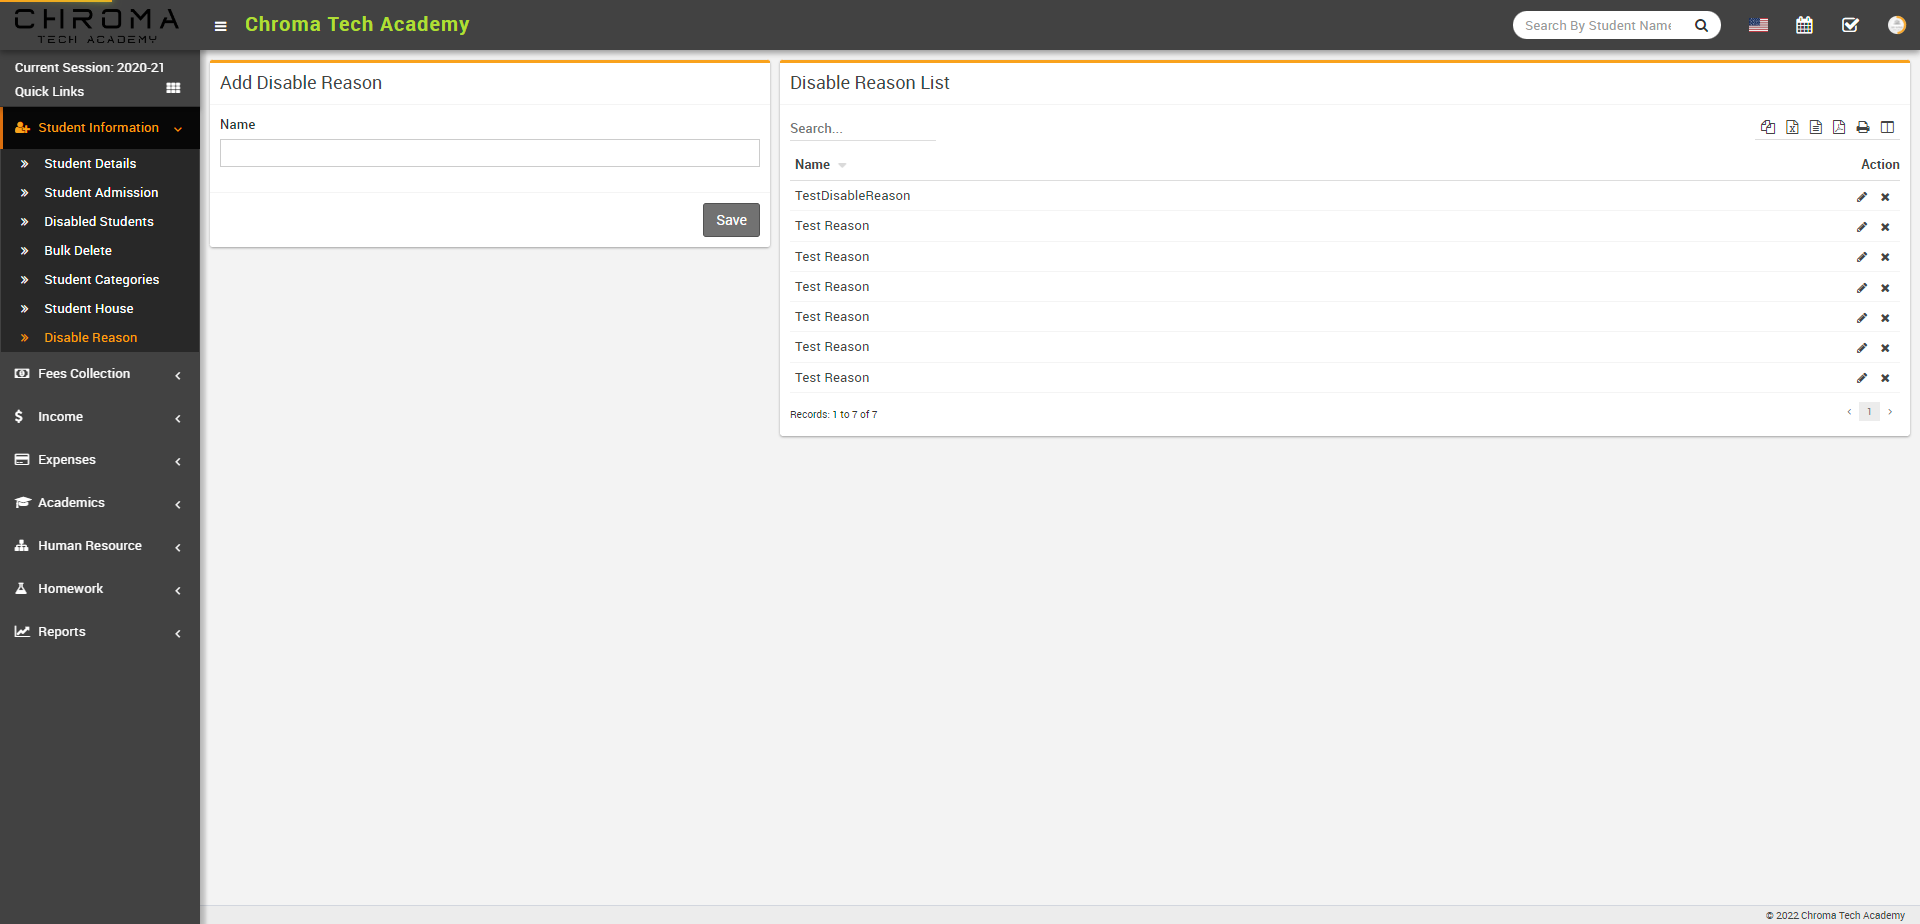 CHROMA
TECH ACADEMY
Chroma Tech Academy
Search By Student Name
Current Session: 2020-21
Quick Links
Student Information
Student Details
Student Admission
Disabled Students
Bulk Delete
Student Categories
Student House
Disable Reason
Fees Collection
Income
Expenses
Academics
Human Resource
Homework
Reports
Add Disable Reason
Name
Save
Disable Reason List
Search...
Name Action
TestDisableReason
Test Reason
Test Reason
Test Reason
Test Reason
Test Reason
Test Reason
Records: 1 to 7 of 7
1
© 2022 Chroma Tech Academy